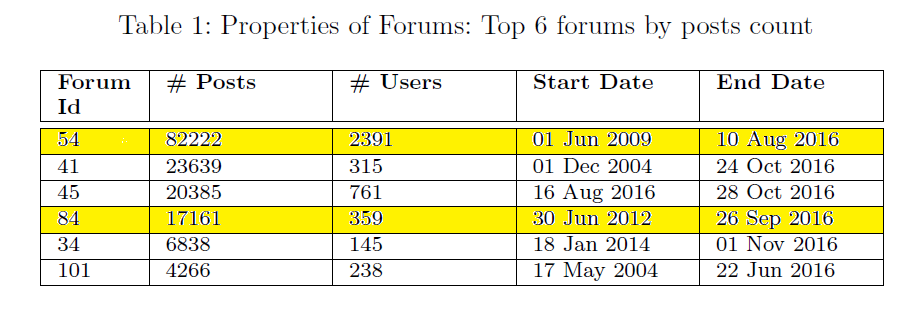 Table 1: Properties of Forums: Top 6 forums by posts count
Forum Id # Posts # Users Start Date End Date
54 82222 2391 01 Jun 2009 10 Aug 2016
41 23639 315 01 Dec 2004 24 Oct 2016
45 20385 761 16 Aug 2016 28 Oct 2016
84 17161 359 30 Jun 2012 26 Sep 2016
34 6838 145 18 Jan 2014 01 Nov 2016
101 4266 238 17 May 2004 22 Jun 2016